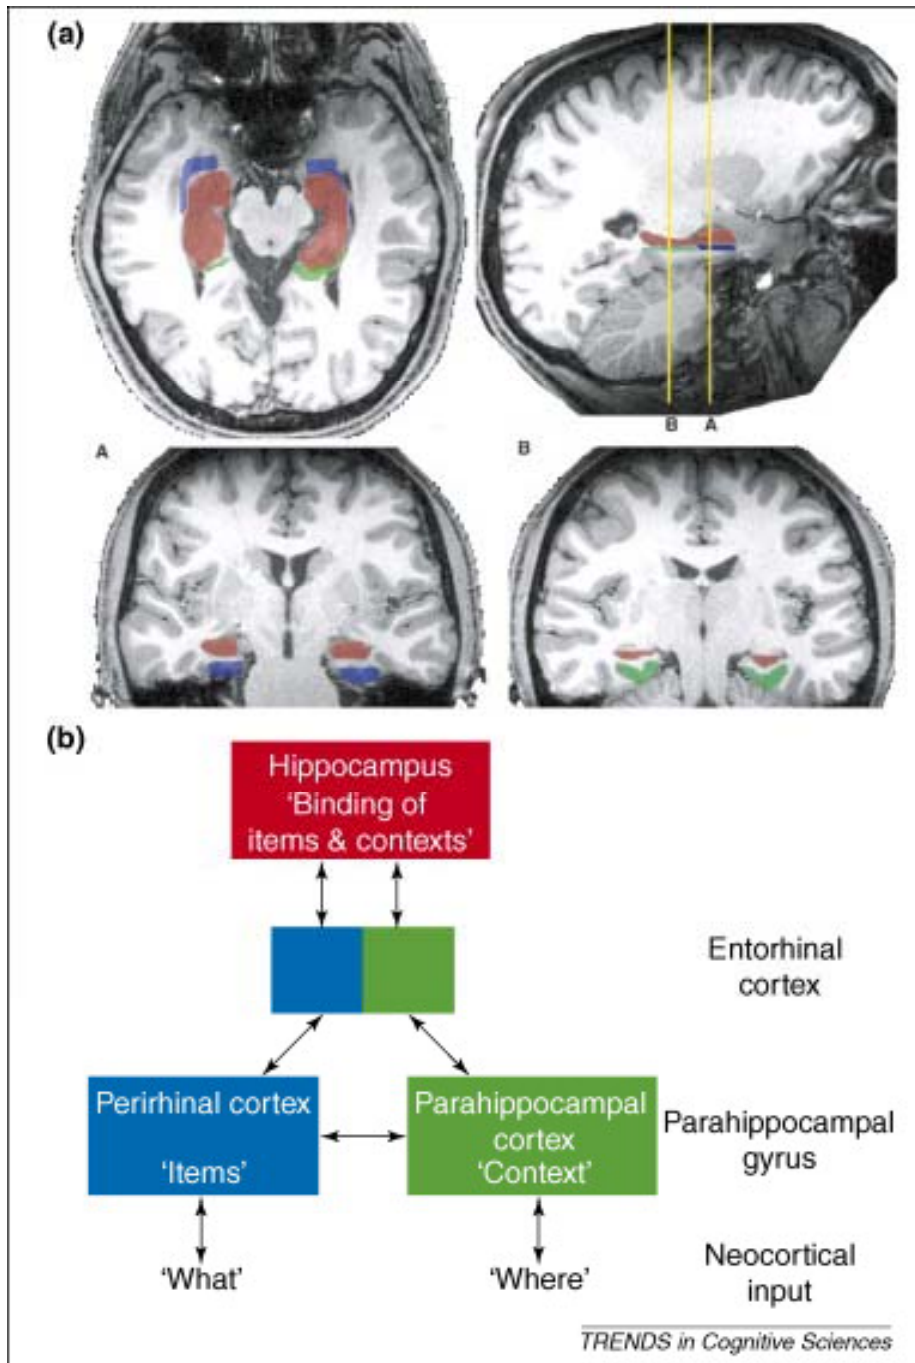 (a)
B A
A
B
(b)
Hippocampus
‘Binding of
items & contexts’
Entorhinal
cortex
Perirhinal cortex
‘Items’
Parahippocampal
cortex
‘Context’
Parahippocampal
gyrus
‘What’
‘Where’
Neocortical
input
TRENDS in Cognitive Sciences